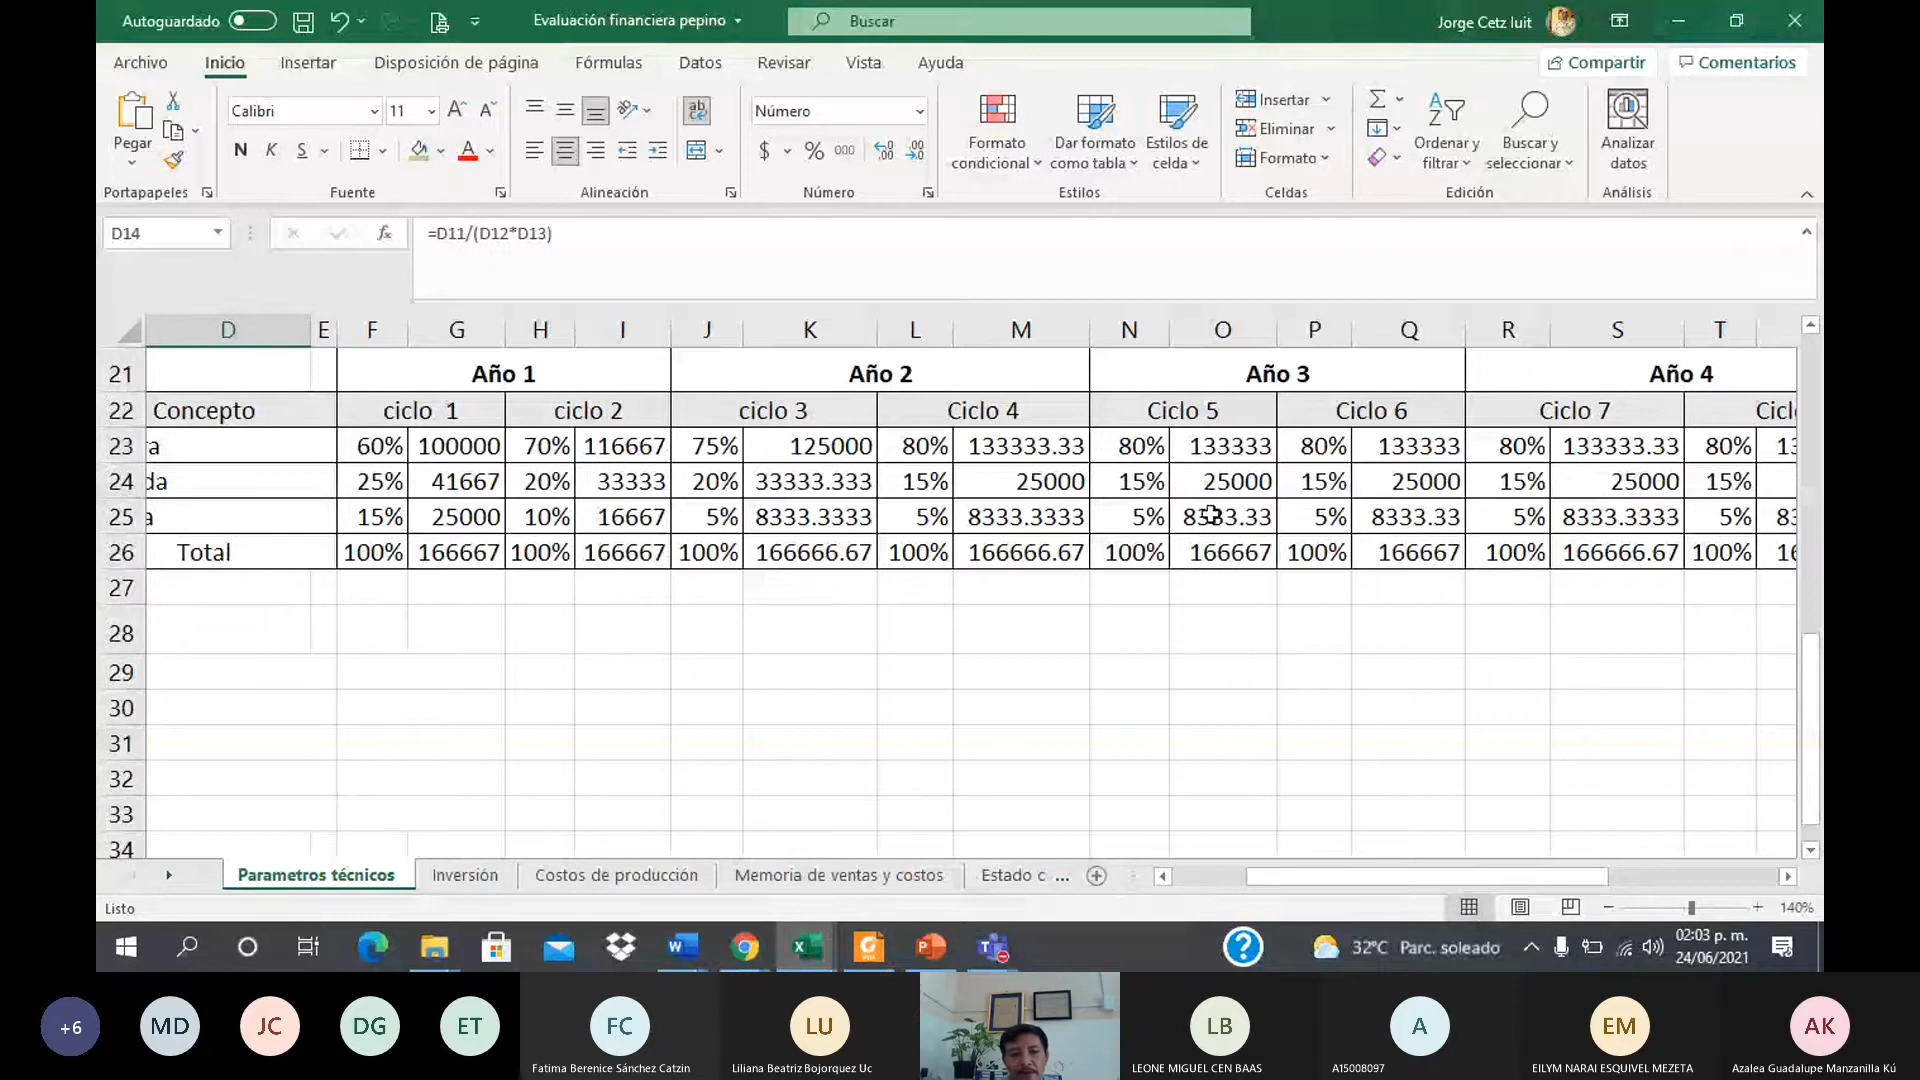 Autoguardado
Evaluación financiera pepino
Buscar
Jorge Cetz luit
Archivo Inicio Insertar Disposición de página Fórmulas Datos Revisar Vista Ayuda
Compartir Comentarios
Pegar
Calibri 11
N K S
Número
$ % 000
Formato condicional
Dar formato como tabla
Estilos de celda
Insertar
Eliminar
Formato
Ordenar y filtrar
Buscar y seleccionar
Analizar datos
Portapapeles Fuente Alineación Número Estilos Celdas Edición Análisis
D14 fx =D11/(D12*D13)
D E F G H I J K L M N O P Q R S T
21 Año 1 Año 2 Año 3 Año 4
22 Concepto ciclo 1 ciclo 2 ciclo 3 Ciclo 4 Ciclo 5 Ciclo 6 Ciclo 7 Cicl
23 ra 60% 100000 70% 116667 75% 125000 80% 133333.33 80% 133333 80% 133333 80% 133333.33 80% 13
24 da 25% 41667 20% 33333 20% 33333.333 15% 25000 15% 25000 15% 25000 15% 25000 15%
25 a 15% 25000 10% 16667 5% 8333.3333 5% 8333.3333 5% 8333.33 5% 8333.33 5% 8333.3333 5% 83
26 Total 100% 166667 100% 166667 100% 166666.67 100% 166666.67 100% 166667 100% 166667 100% 166666.67 100% 16
27
28
29
30
31
32
33
34
Parametros técnicos Inversión Costos de producción Memoria de ventas y costos Estado c ...
Listo 140%
32°C Parc. soleado
02:03 p. m.
24/06/2021
+6 MD JC DG ET FC LU LB A EM AK
Fatima Berenice Sánchez Catzin Liliana Beatriz Bojorquez Uc LEONE MIGUEL CEN BAAS A15008097 EILYM NARAI ESQUIVEL MEZETA Azalea Guadalupe Manzanilla Kú